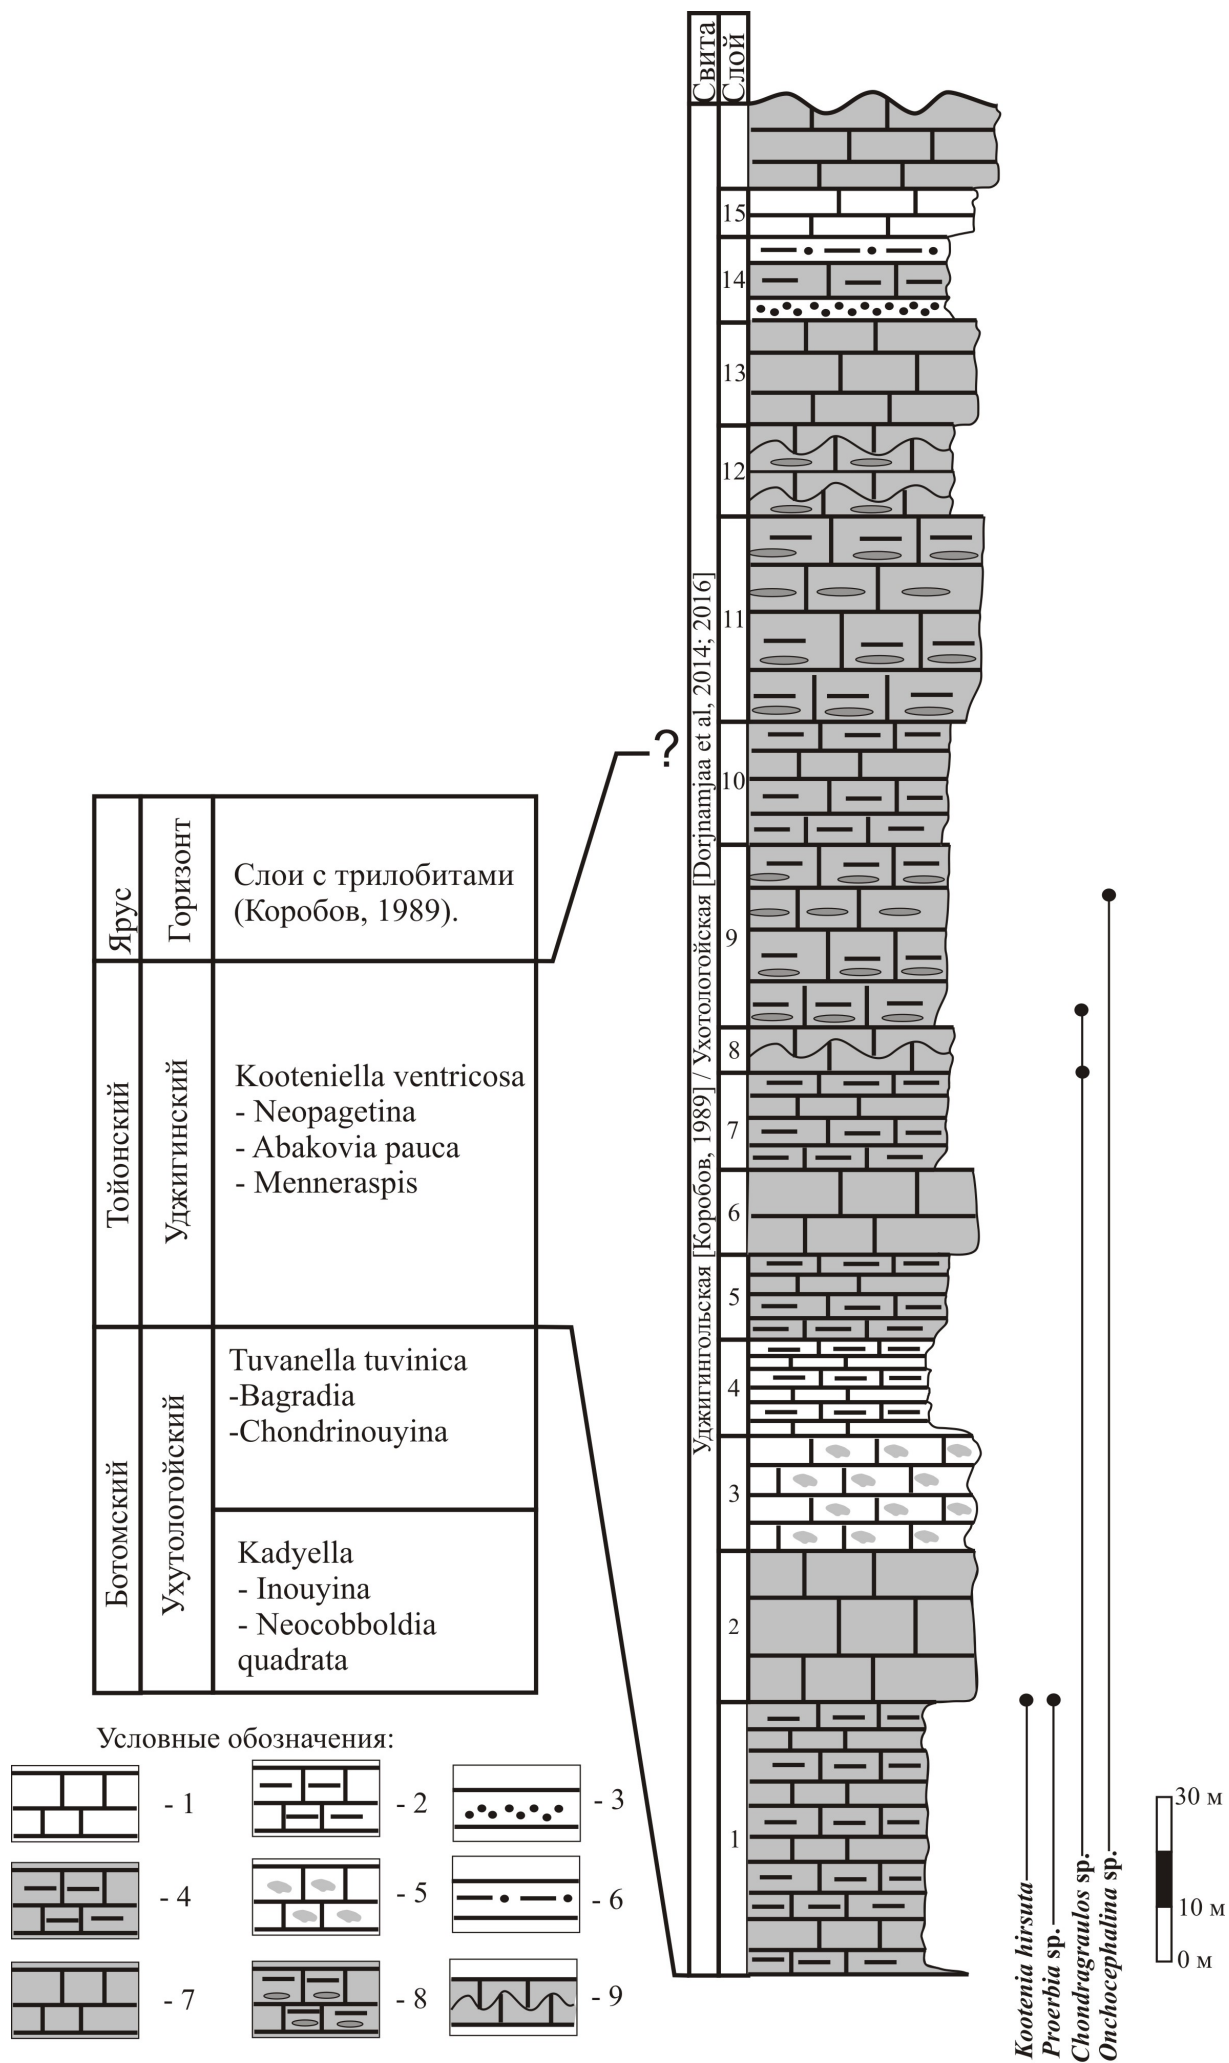 Свита
Слой
15
14
13
12
11
10
9
8
7
6
5
4
3
2
1
Уджигингольская [Коробов, 1989] / Ухотологойская [Dorjnamjaa et al, 2014; 2016]
?
Ярус
Горизонт
Слои с трилобитами
(Коробов, 1989).
Тойонский
Уджигинский
Kooteniella ventricosa
- Neopagetina
- Abakovia pauca
- Menneraspis
Ботомский
Ухутологойский
Tuvanella tuvinica
-Bagradia
-Chondrinouyina
Kadyella
- Inouyina
- Neocobboldia
quadrata
Условные обозначения:
- 1
- 2
- 3
- 4
- 5
- 6
- 7
- 8
- 9
Kootenia hirsuta
Proerbia sp.
Chondragraulos sp.
Onchocephalina sp.
30 м
10 м
0 м